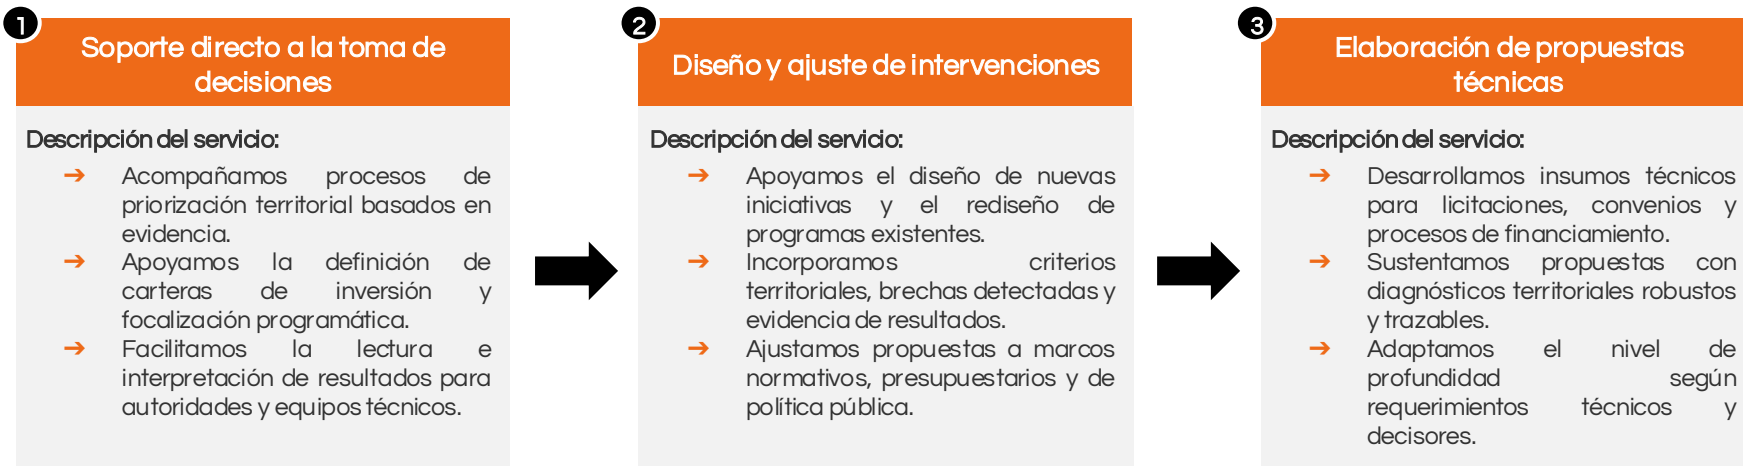 1
Soporte directo a la toma de
decisiones
Descripción del servicio:
➔ Acompañamos procesos de
priorización territorial basados en
evidencia.
➔ Apoyamos la definición de
carteras de inversión y
focalización programática.
➔ Facilitamos la lectura e
interpretación de resultados para
autoridades y equipos técnicos.
2
Diseño y ajuste de intervenciones
Descripción del servicio:
➔ Apoyamos el diseño de nuevas
iniciativas y el rediseño de
programas existentes.
➔ Incorporamos criterios
territoriales, brechas detectadas y
evidencia de resultados.
➔ Ajustamos propuestas a marcos
normativos, presupuestarios y de
política pública.
3
Elaboración de propuestas
técnicas
Descripción del servicio:
➔ Desarrollamos insumos técnicos
para licitaciones, convenios y
procesos de financiamiento.
➔ Sustentamos propuestas con
diagnósticos territoriales robustos
y trazables.
➔ Adaptamos el nivel de
profundidad según
requerimientos técnicos y
decisores.